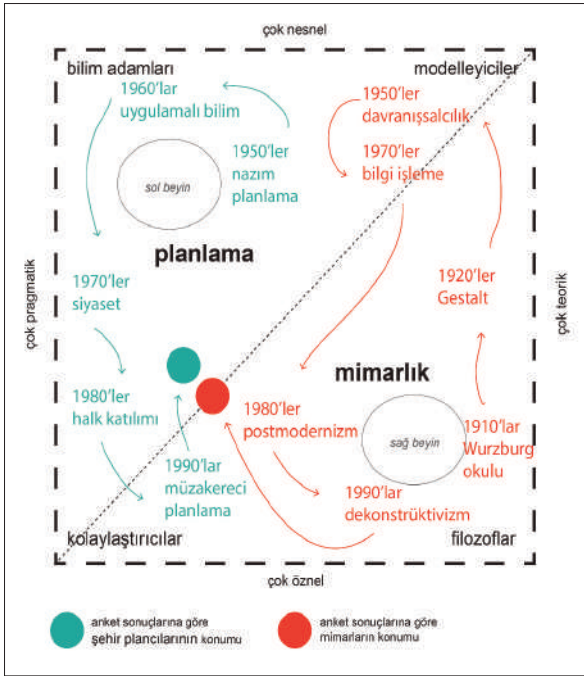 çok nesnel
bilim adamları
modelleyiciler
1960'lar
uygulamalı bilim
1950'ler
davranışsalcılık
1950'ler
nazım
planlama
1970'ler
bilgi işleme
sol beyin
planlama
çok pragmatik
çok teorik
1970'ler
siyaset
1920'ler
Gestalt
mimarlık
1980'ler
halk katılımı
1980'ler
postmodernizm
sağ beyin
1910'lar
Wurzburg
okulu
1990'lar
müzakereci
planlama
1990'lar
dekonstrüktivizm
kolaylaştırıcılar
filozoflar
çok öznel
anket sonuçlarına göre
şehir plancılarının konumu
anket sonuçlarına göre
mimarların konumu